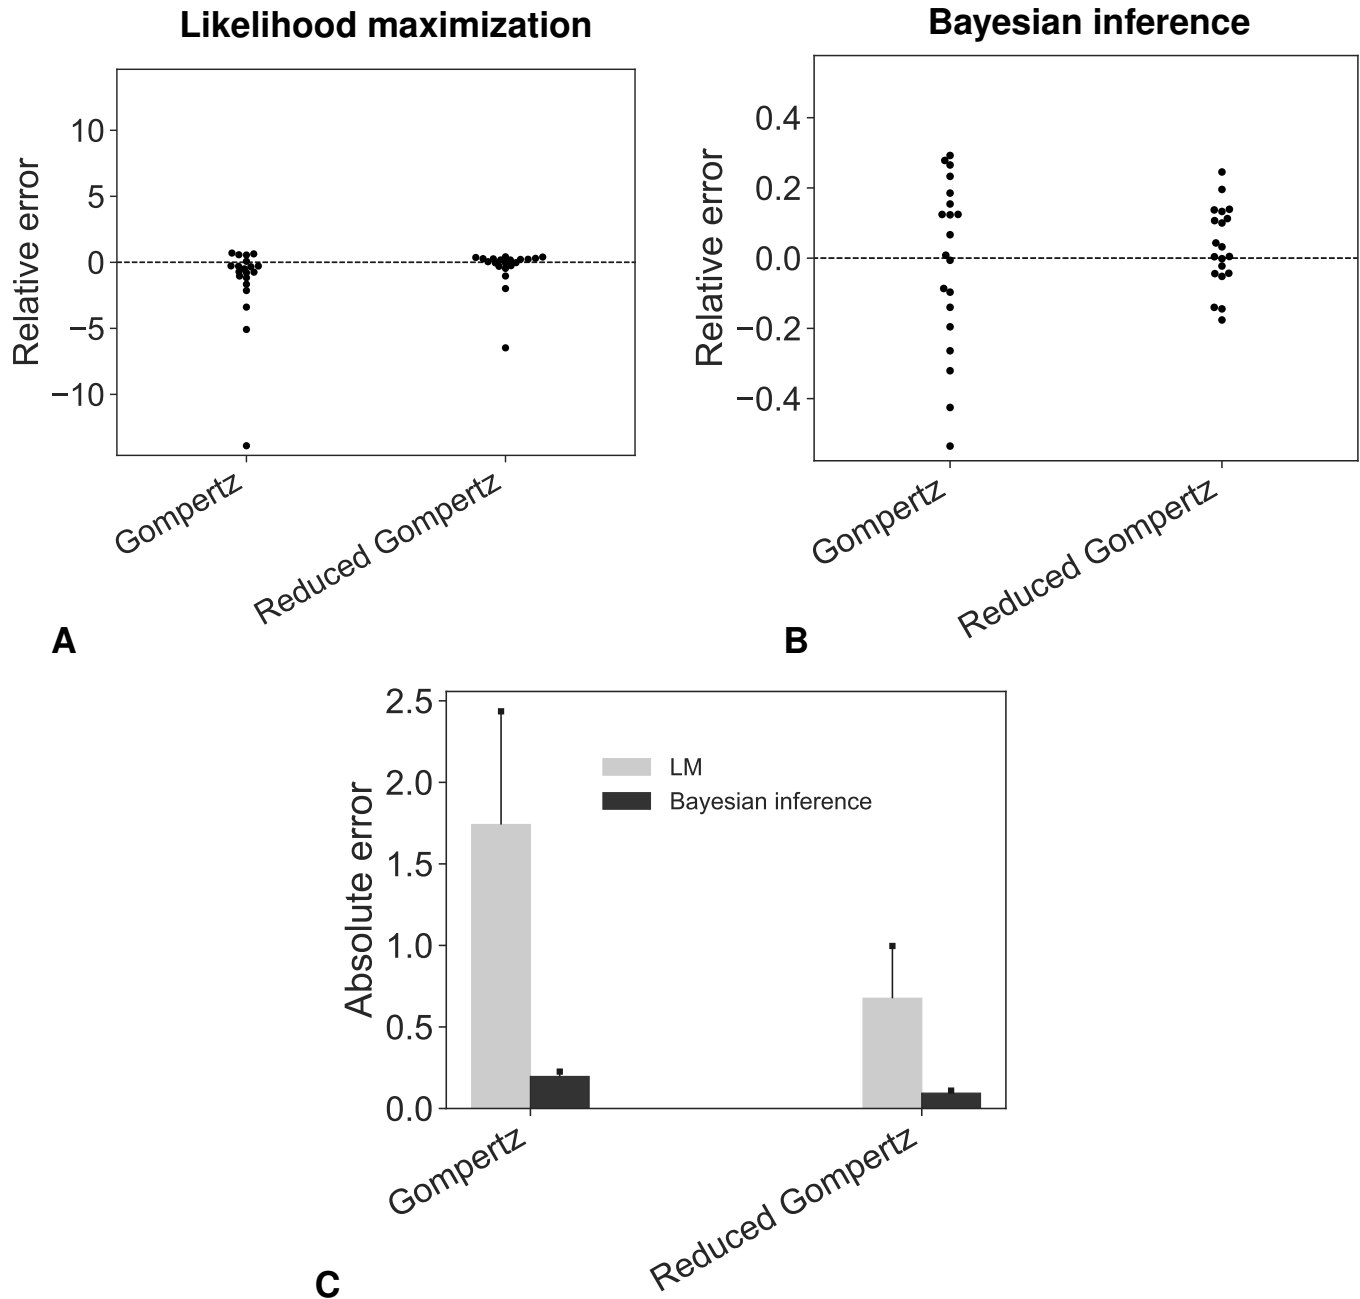 Likelihood maximization
Relative error
10
5
0
−5
−10
Gompertz
Reduced Gompertz
A
Bayesian inference
Relative error
0.4
0.2
0.0
−0.2
−0.4
Gompertz
Reduced Gompertz
B
Absolute error
2.5
2.0
1.5
1.0
0.5
0.0
LM
Bayesian inference
Gompertz
Reduced Gompertz
C